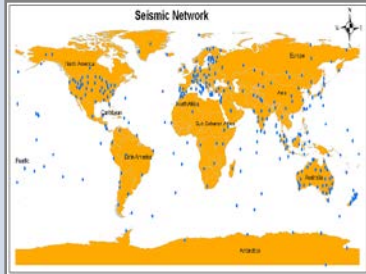 Seismic Network
N
Europe
North America
Asia
Caribbean
North Africa
Sub Saharan Africa
Pacific
South America
Australia
Antarctica